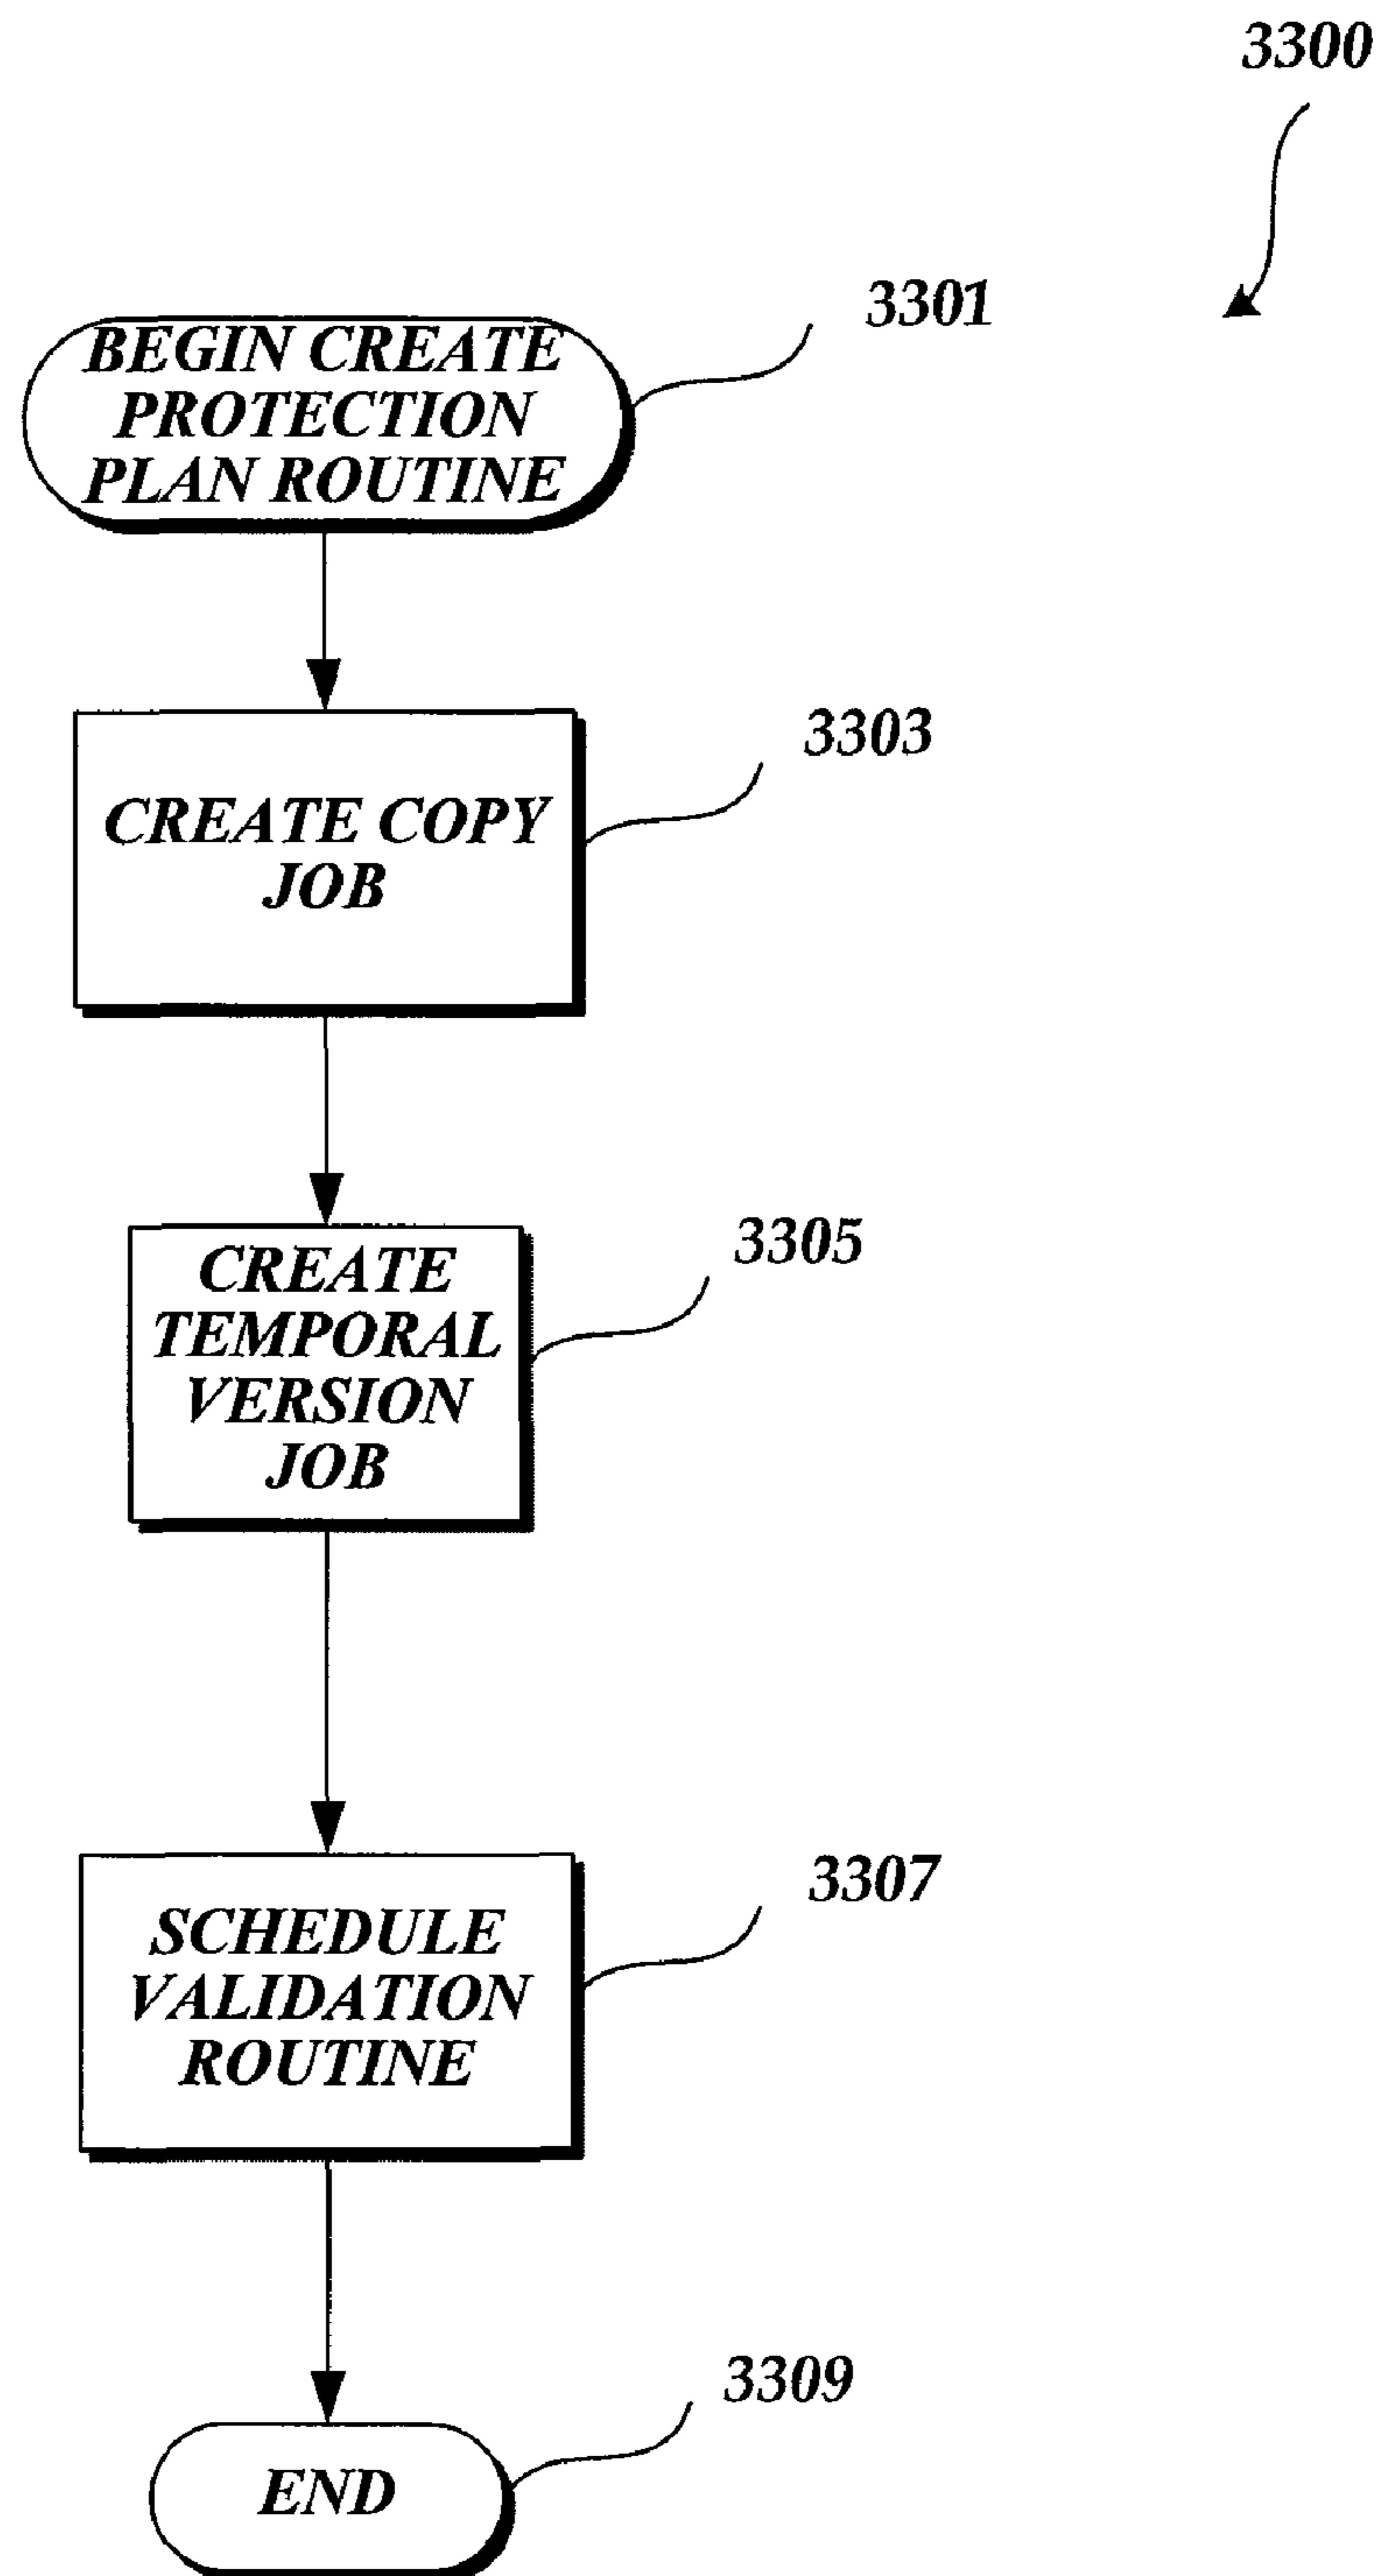 3300
3301
BEGIN CREATE
PROTECTION
PLAN ROUTINE
3303
CREATE COPY
JOB
3305
CREATE
TEMPORAL
VERSION
JOB
3307
SCHEDULE
VALIDATION
ROUTINE
3309
END